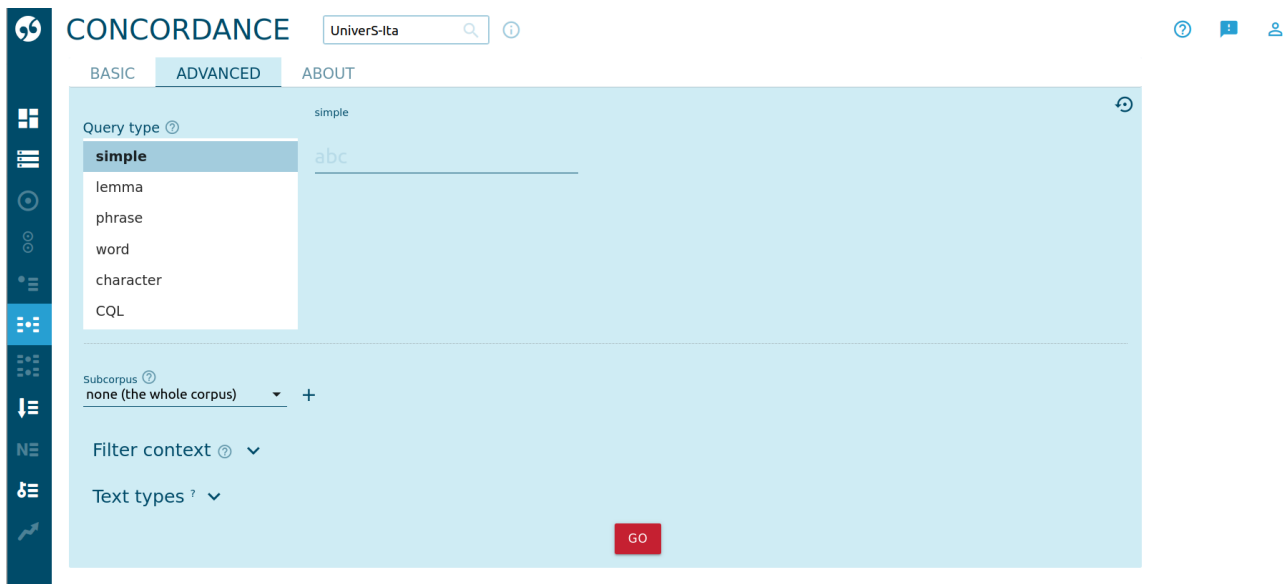 CONCORDANCE
UniverS-Ita
BASIC
ADVANCED
ABOUT
Query type ?
simple
lemma
phrase
word
character
CQL
simple
abc
Subcorpus ?
none (the whole corpus)
+
Filter context ?
Text types ?
GO
N